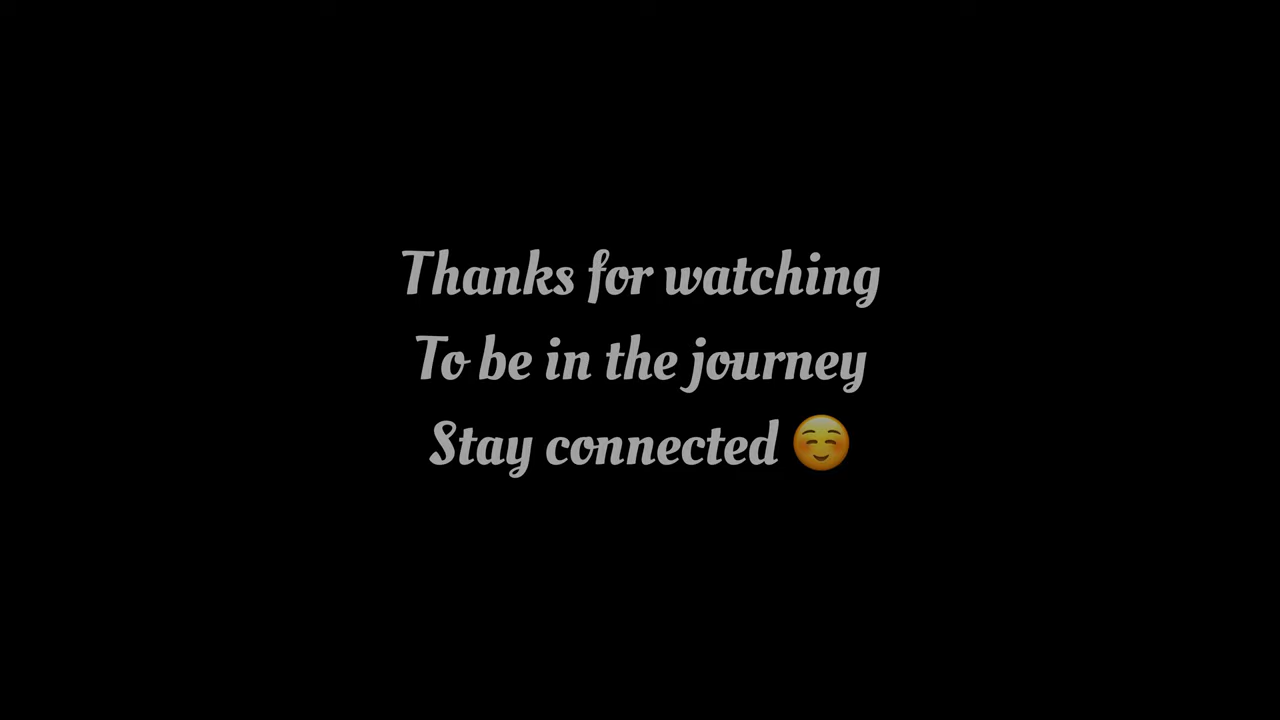 Thanks for watching
To be in the journey
Stay connected ☺️